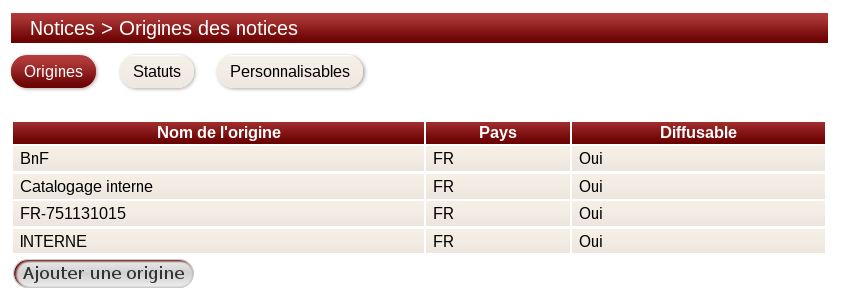 Notices > Origines des notices
Origines Statuts Personnalisables
Nom de l'origine Pays Diffusable
BnF FR Oui
Catalogage interne FR Oui
FR-751131015 FR Oui
INTERNE FR Oui
Ajouter une origine